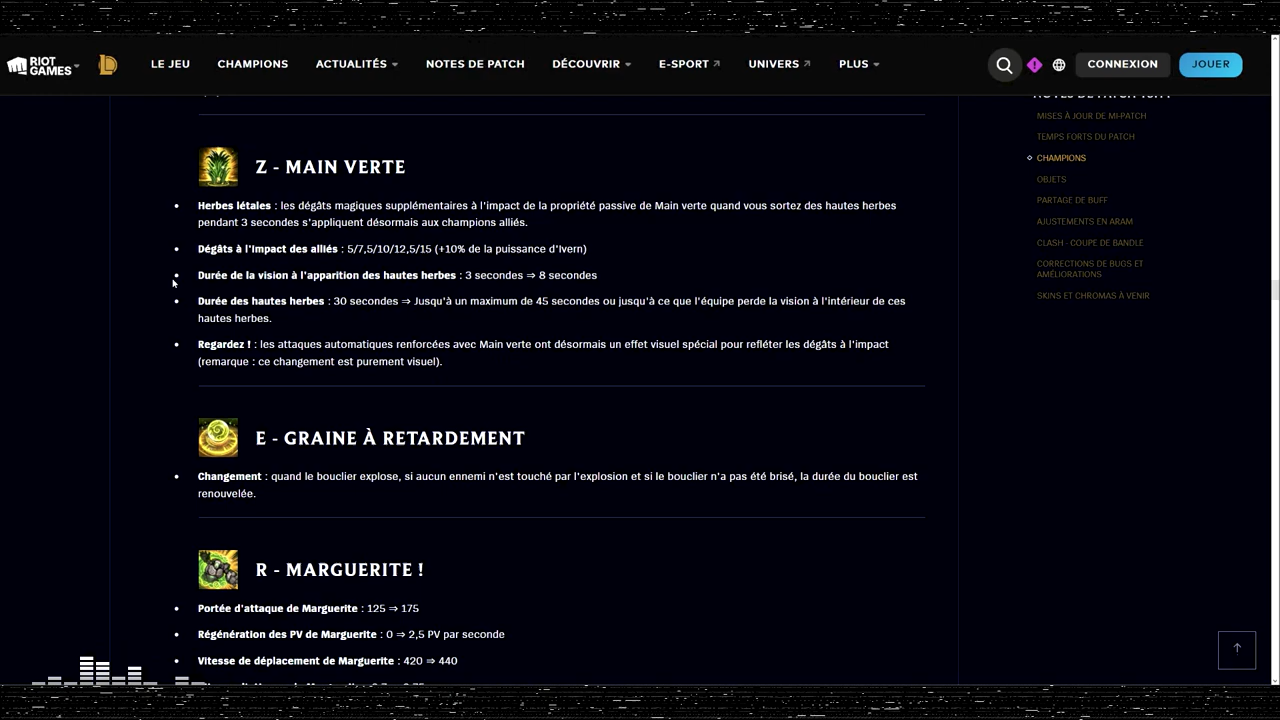 RIOT GAMES
LE JEU
CHAMPIONS
ACTUALITÉS
NOTES DE PATCH
DÉCOUVRIR
E-SPORT
UNIVERS
PLUS
CONNEXION
JOUER
Z - MAIN VERTE
Herbes létales : les dégâts magiques supplémentaires à l'impact de la propriété passive de Main verte quand vous sortez des hautes herbes
pendant 3 secondes s'appliquent désormais aux champions alliés.
Dégâts à l'impact des alliés : 5/7,5/10/12,5/15 (+10% de la puissance d'Ivern)
Durée de la vision à l'apparition des hautes herbes : 3 secondes ⇒ 8 secondes
Durée des hautes herbes : 30 secondes ⇒ Jusqu'à un maximum de 45 secondes ou jusqu'à ce que l'équipe perde la vision à l'intérieur de ces
hautes herbes.
Regardez ! : les attaques automatiques renforcées avec Main verte ont désormais un effet visuel spécial pour refléter les dégâts à l'impact
(remarque : ce changement est purement visuel).
E - GRAINE À RETARDEMENT
Changement : quand le bouclier explose, si aucun ennemi n'est touché par l'explosion et si le bouclier n'a pas été brisé, la durée du bouclier est
renouvelée.
R - MARGUERITE !
Portée d'attaque de Marguerite : 125 ⇒ 175
Régénération des PV de Marguerite : 0 ⇒ 2,5 PV par seconde
Vitesse de déplacement de Marguerite : 420 ⇒ 440
MISES À JOUR DE MI-PATCH
TEMPS FORTS DU PATCH
CHAMPIONS
OBJETS
PARTAGE DE BUFF
AJUSTEMENTS EN ARAM
CLASH - COUPE DE BANDLE
CORRECTIONS DE BUGS ET
AMÉLIORATIONS
SKINS ET CHROMAS À VENIR